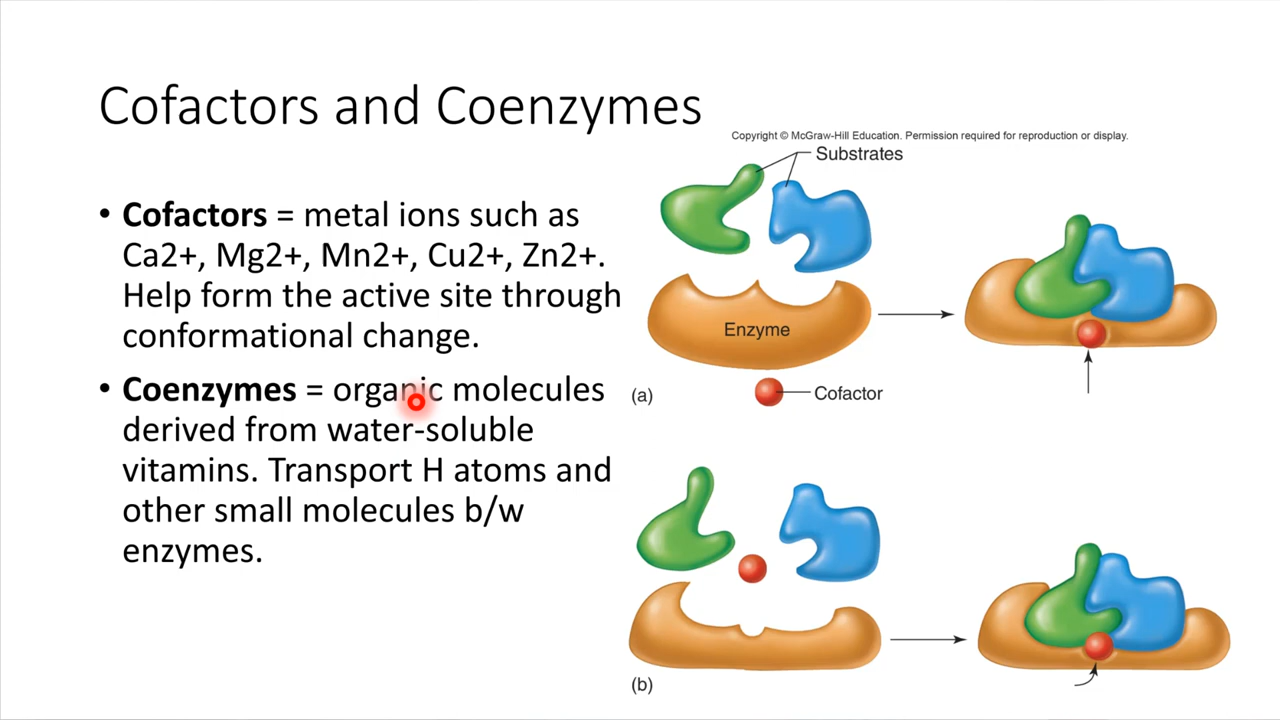 Cofactors and Coenzymes
• Cofactors = metal ions such as
Ca2+, Mg2+, Mn2+, Cu2+, Zn2+.
Help form the active site through
conformational change.
• Coenzymes = organic molecules
derived from water-soluble
vitamins. Transport H atoms and
other small molecules b/w
enzymes.
Copyright © McGraw-Hill Education. Permission required for reproduction or display.
Substrates
Enzyme
Cofactor
(a)
(b)